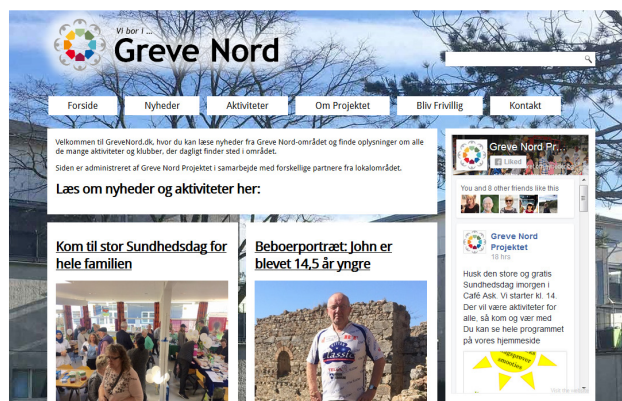 Vi bor i ...
Greve Nord
Forside
Nyheder
Aktiviteter
Om Projektet
Bliv Frivillig
Kontakt
Velkommen til GreveNord.dk, hvor du kan læse nyheder fra Greve Nord-området og finde oplysninger om alle
de mange aktiviteter og klubber, der dagligt finder sted i området.
Siden er administreret af Greve Nord Projektet i samarbejde med forskellige partnere fra lokalområdet.
Læs om nyheder og aktiviteter her:
Kom til stor Sundhedsdag for
hele familien
Beboerportræt: John er
blevet 14,5 år yngre
Classic
Greve Nord Pr...
Liked
You and 8 other friends like this
Greve Nord
Projektet
18 hrs
Husk den store og gratis
Sundhedsdag imorgen i
Café Ask. Vi starter kl. 14.
Der vil være aktiviteter for
alle, så kom og vær med
Du kan se hele programmet
på vores hjemmeside